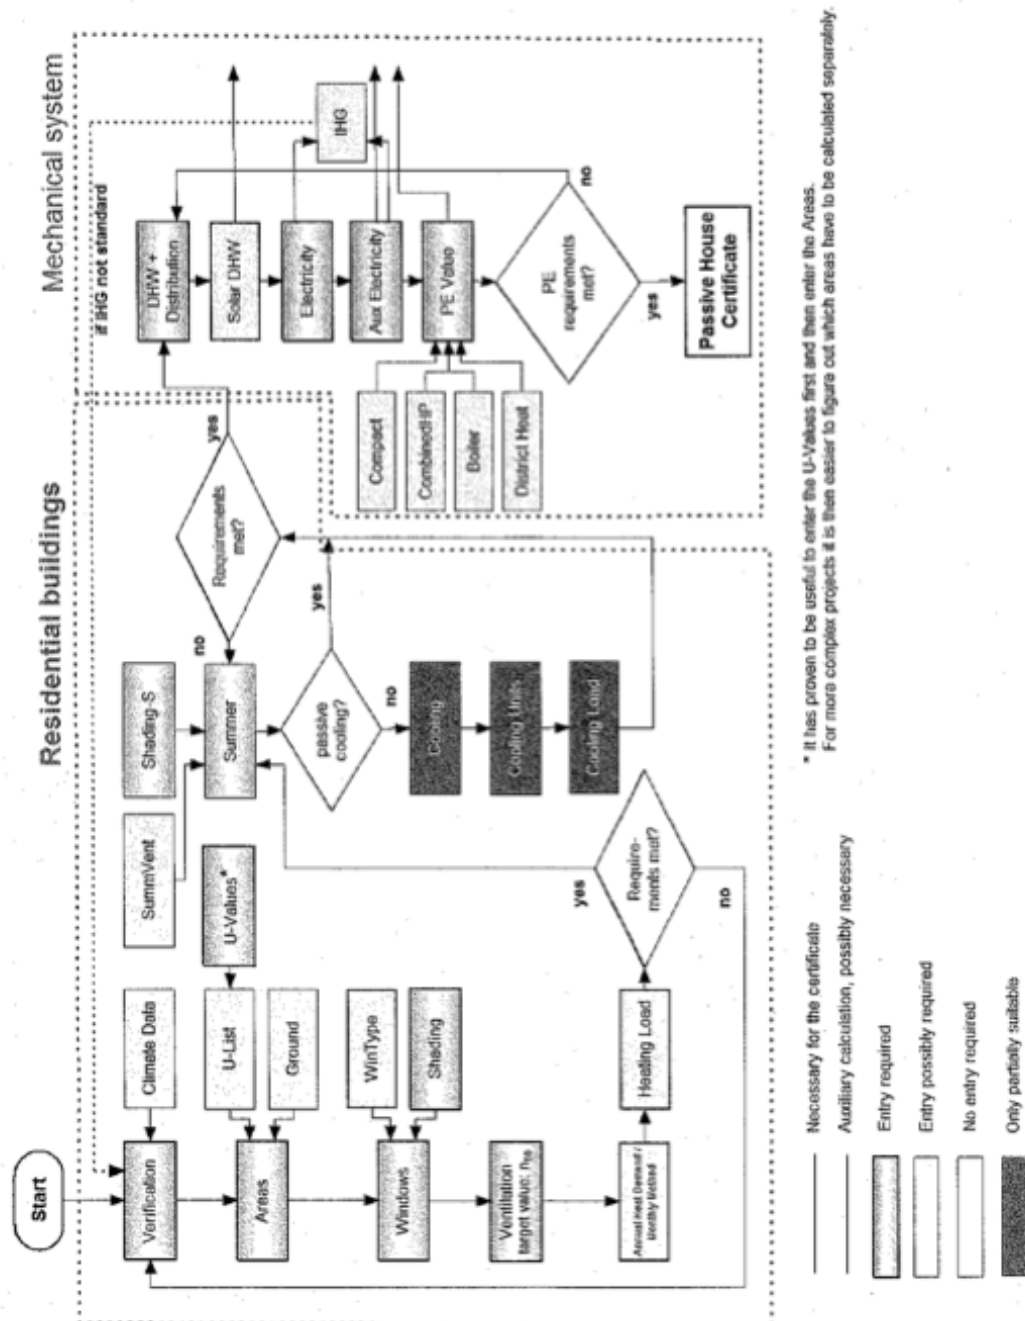 Residential buildings
Mechanical system
Start
Verification
Climate Data
Areas
U-List
U-Values*
Ground
Windows
WinType
Shading
Ventilation
target value: n50
Annual Heat Demand /
Monthly Method
Heating Load
Require-
ments met?
yes
no
SummVent
Shading-S
Summer
passive
cooling?
yes
no
Cooling
Cooling Units
Cooling Load
Requirements
met?
no
yes
if IHG not standard
DHW +
Distribution
Solar DHW
Electricity
Aux Electricity
PE Value
IHG
Compact
CombinedHP
Boiler
District Heat
PE
requirements
met?
no
yes
Passive House
Certificate
Necessary for the certificate
Auxiliary calculation, possibly necessary
Entry required
Entry possibly required
No entry required
Only partially suitable
* It has proven to be useful to enter the U-Values first and then enter the Areas.
For more complex projects it is then easier to figure out which areas have to be calculated separately.